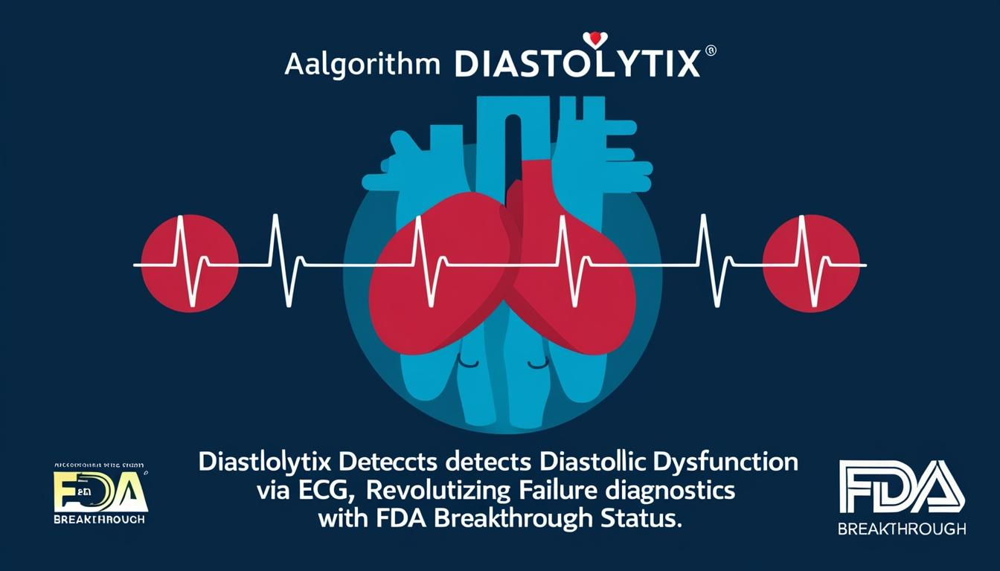 Aalgorithm DIASTOLYTIX®
Diastlolytix Deteccts detects Diastollic Dysfunction
via ECG, Revolutizing Failure diagnostics
with FDA Breakthrough Status.
FDA
BREAKTHROUGH
FDA
BREAKTHROUGH